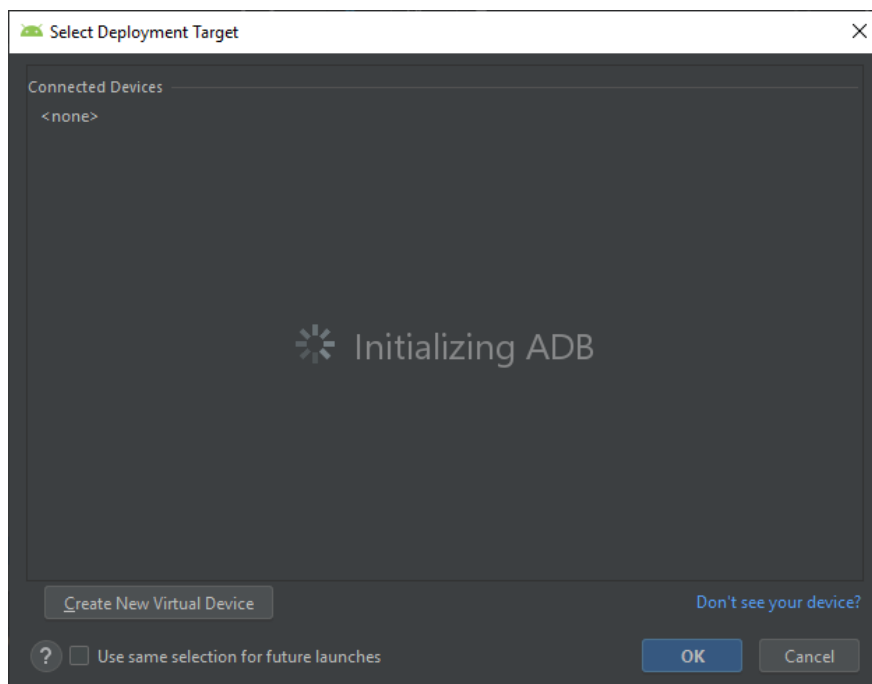 Select Deployment Target
Connected Devices
<none>
Initializing ADB
Create New Virtual Device
Don't see your device?
? Use same selection for future launches
OK
Cancel